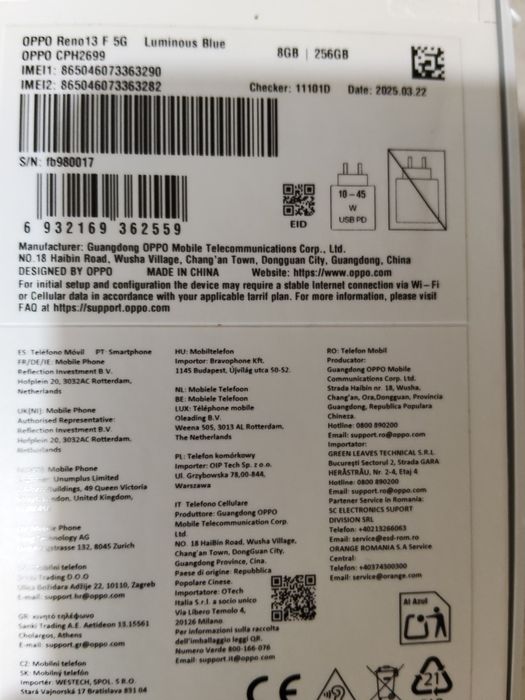 OPPO Reno13 F 5G Luminous Blue
8GB | 256GB
OPPO CPH2699
IMEI1: 865046073363290
IMEI2: 865046073363282
Checker: 11101D Date: 2025.03.22
S/N: fb980017
6 932169 362559
EID
10-45
W
USB PD
Manufacturer: Guangdong OPPO Mobile Telecommunications Corp., Ltd.
NO.18 Haibin Road, Wusha Village, Chang'an Town, Dongguan City, Guangdong, China
DESIGNED BY OPPO MADE IN CHINA Website: https://www.oppo.com
For initial setup and configuration the device may require a stable Internet connection via Wi-Fi
or Cellular data in accordance with your applicable tarril plan. For more information, please visit
FAQ at https://support.oppo.com
ES: Teléfono Móvil PT: Smartphone
FR/DE/IE: Mobile Phone
Reflection Investment B.V.
Hofplein 20, 3032AC Rotterdam,
Netherlands
UK(NI): Mobile Phone
Authorised Representative:
Reflection Investment B.V.
Hofplein 20, 3032AC Rotterdam.
Netherlands
Mobile Phone
Unumplus Limited
Buildings, 49 Queen Victoria
United Kingdom,
Phone
AG
132, 8045 Zurich
telefon
Trading D.O.O
Andrije 22, 10110, Zagreb
E-mail: support.hr@oppo.com
GR: κινητό τηλέφωνο
Sanki Trading A.E. Aetideon 13,15561
Cholargos, Athens
E-mail: support.gr@oppo.com
CZ: Mobilní telefon
SK: Mobilný telefón
Importér: WESTECH, SPOL. S R.O.
Stará Vajnorská 17 Bratislava 831 04
HU: Mobiltelefon
Importor: Bravophone Kft.
1145 Budapest, Újvilág utca 50-52.
NL: Mobiele Telefoon
BE: Mobiele Telefoon
LUX: Téléphone mobile
Oleading B.V.
Weena 505, 3013 AL Rotterdam,
The Netherlands
PL: Telefon komórkowy
Importer: OIP Tech Sp. z o.o.
Ul. Grzybowska 78,00-844,
Warszawa
IT Telefono Cellulare
Produttore: Guangdong OPPO
Mobile Telecommunication Corp.
Ltd.
NO. 18 HaiBin Road, Wusha Village,
Chang'an Town, DongGuan City,
Guangdong Province, Cina.
Paese di origine: Repubblica
Popolare Cinese.
Importatore: OTech
Italia S.r.l. a socio unico
Via Libero Temolo 4,
20126 Milano
Per informazioni sulla raccolta
dell'imballaggio leggi QR.
Numero Verde 800-166-076
Email: support.it@oppo.com
RO: Telefon Mobil
Producator:
Guangdong OPPO Mobile
Communications Corp. Ltd.
Strada Haibin nr. 18, Wusha,
Chang'an, Ora,Dongguan, Provincia
Guangdong, Republica Populara
Chineza.
Hotline: 0800 890200
Email: support.ro@oppo.com
Importator:
GREEN LEAVES TECHNICAL S.R.L.
București Sectorul 2, Strada GARA
HERĂSTRĂU, Nr. 2-4, Etaj 4
Hotline: 0800 890200
Email: support.ro@oppo.com
Partener Service in Romania:
SC ELECTRONICS SUPORT
DIVISION SRL
Telefon: +40213266063
Email: service@esd-rom.ro
ORANGE ROMANIA S.A Service
Central:
Telefon: +40374300300
Email: service@orange.com
Al Azul
CE
21